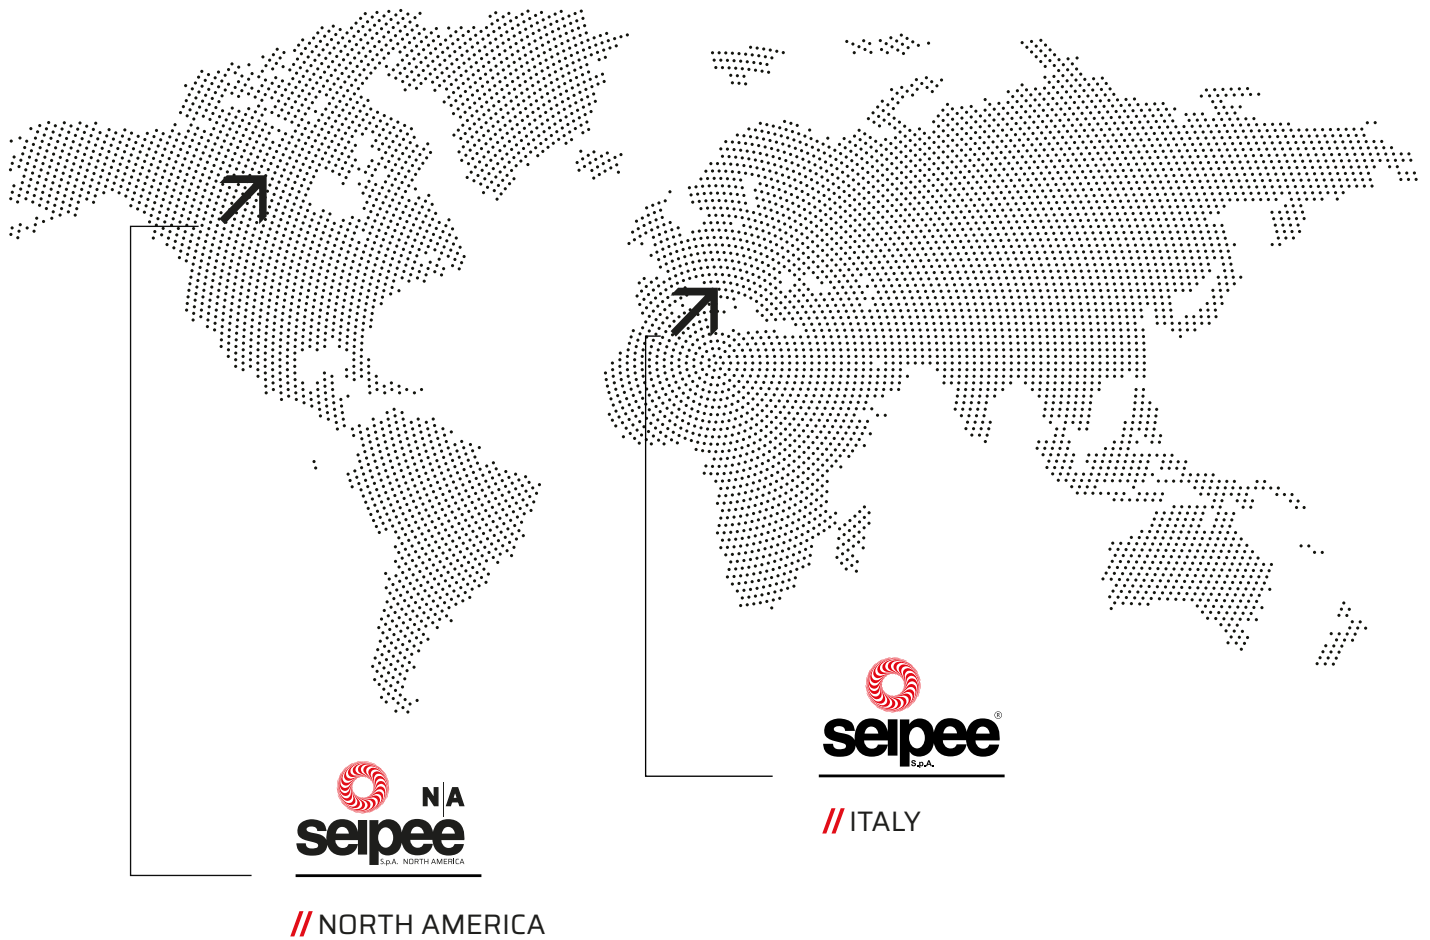 seipee®
S.p.A.
// ITALY
N|A
seipee
S.p.A. NORTH AMERICA
// NORTH AMERICA